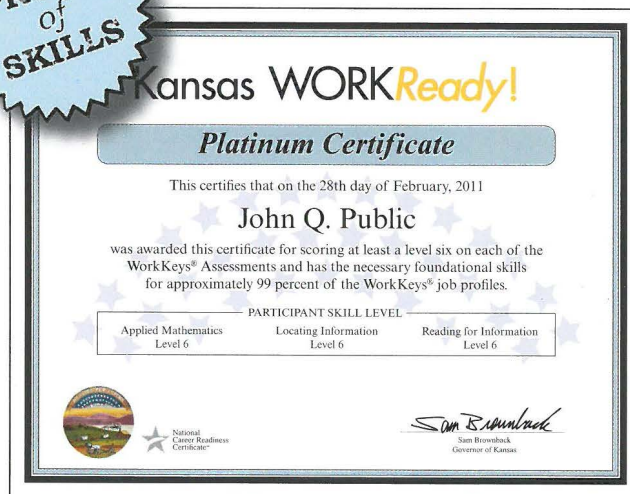 of
SKILLS
Kansas WORKReady!
Platinum Certificate
This certifies that on the 28th day of February, 2011
John Q. Public
was awarded this certificate for scoring at least a level six on each of the
WorkKeys® Assessments and has the necessary foundational skills
for approximately 99 percent of the WorkKeys® job profiles.
PARTICIPANT SKILL LEVEL
Applied Mathematics Locating Information Reading for Information
Level 6 Level 6 Level 6
National
Career Readiness
Certificate™
Sam Brownback
Sam Brownback
Governor of Kansas